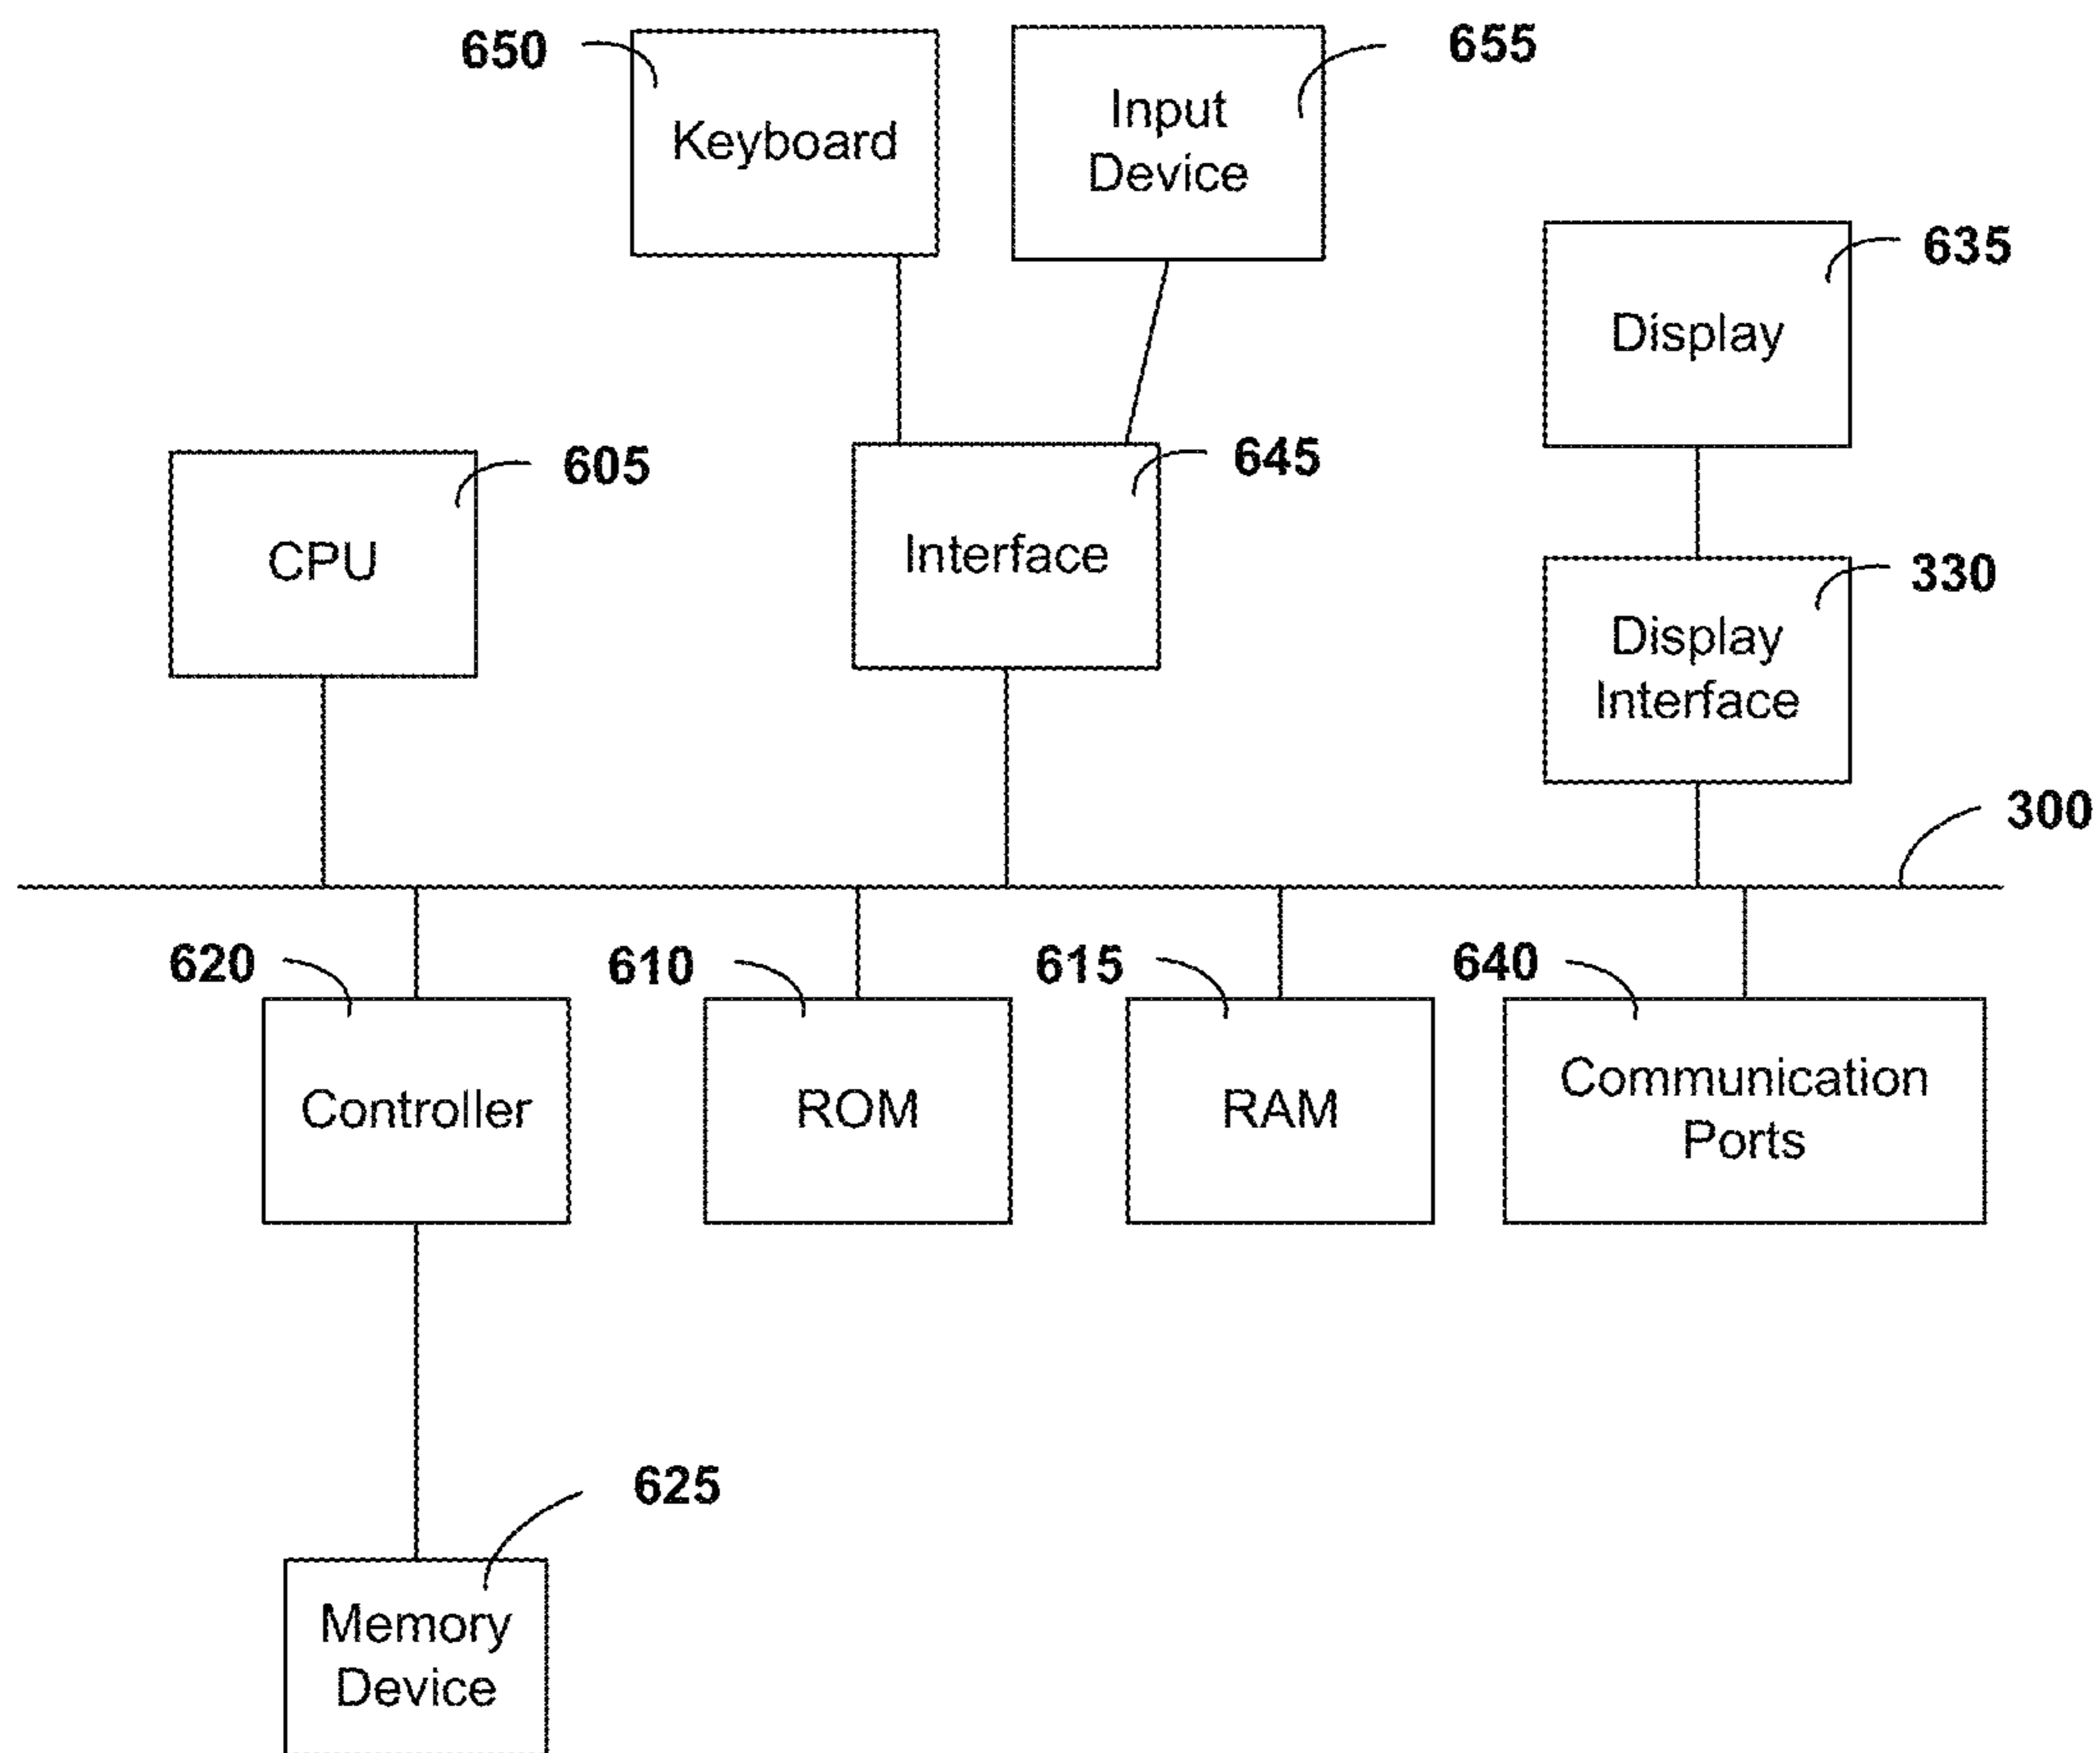 650
Keyboard
Input
Device
655
Display
635
CPU
605
Interface
645
Display
Interface
330
300
620
Controller
610
ROM
615
RAM
640
Communication
Ports
625
Memory
Device